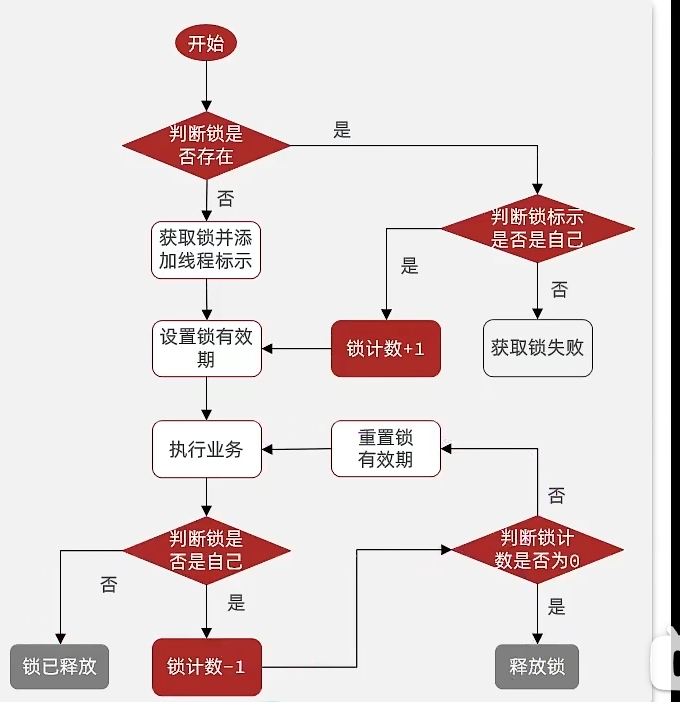 开始
判断锁是
否存在
是
否
判断锁标示
是否是自己
获取锁并添
加线程标示
是
否
设置锁有效
期
锁计数+1
获取锁失败
执行业务
重置锁
有效期
否
判断锁是
否是自己
判断锁计
数是否为0
否
是
是
锁已释放
锁计数-1
释放锁